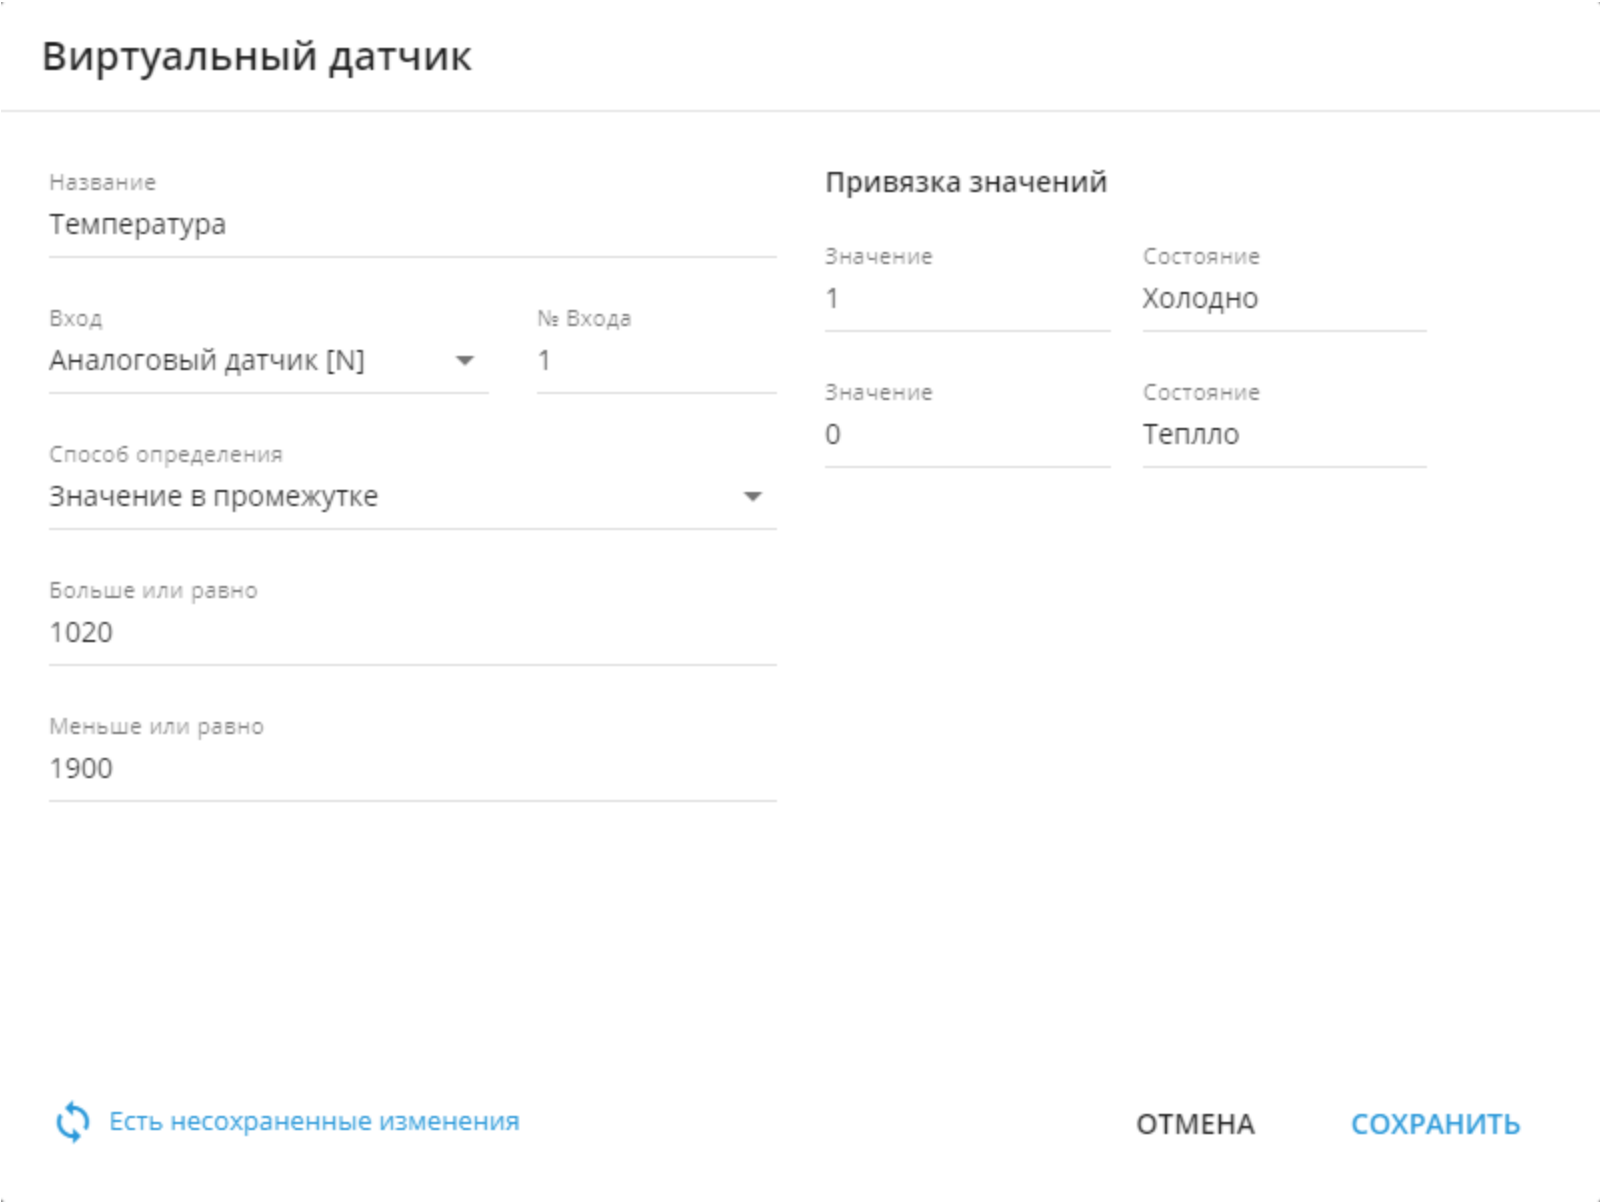 Виртуальный датчик
Название
Температура
Вход
Аналоговый датчик [N]
№ Входа
1
Способ определения
Значение в промежутке
Больше или равно
1020
Меньше или равно
1900
Привязка значений
Значение
1
Состояние
Холодно
Значение
0
Состояние
Теплло
Есть несохраненные изменения
ОТМЕНА
СОХРАНИТЬ